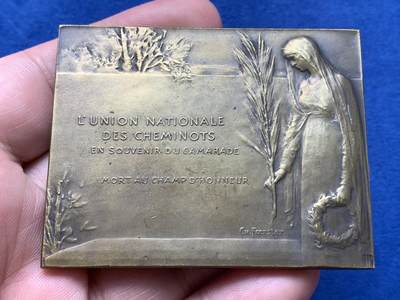 L'UNION NATIONALE
DES CHEMINOTS
EN SOUVENIR DU CAMARADE
MORT AU CHAMP D'HONNEUR